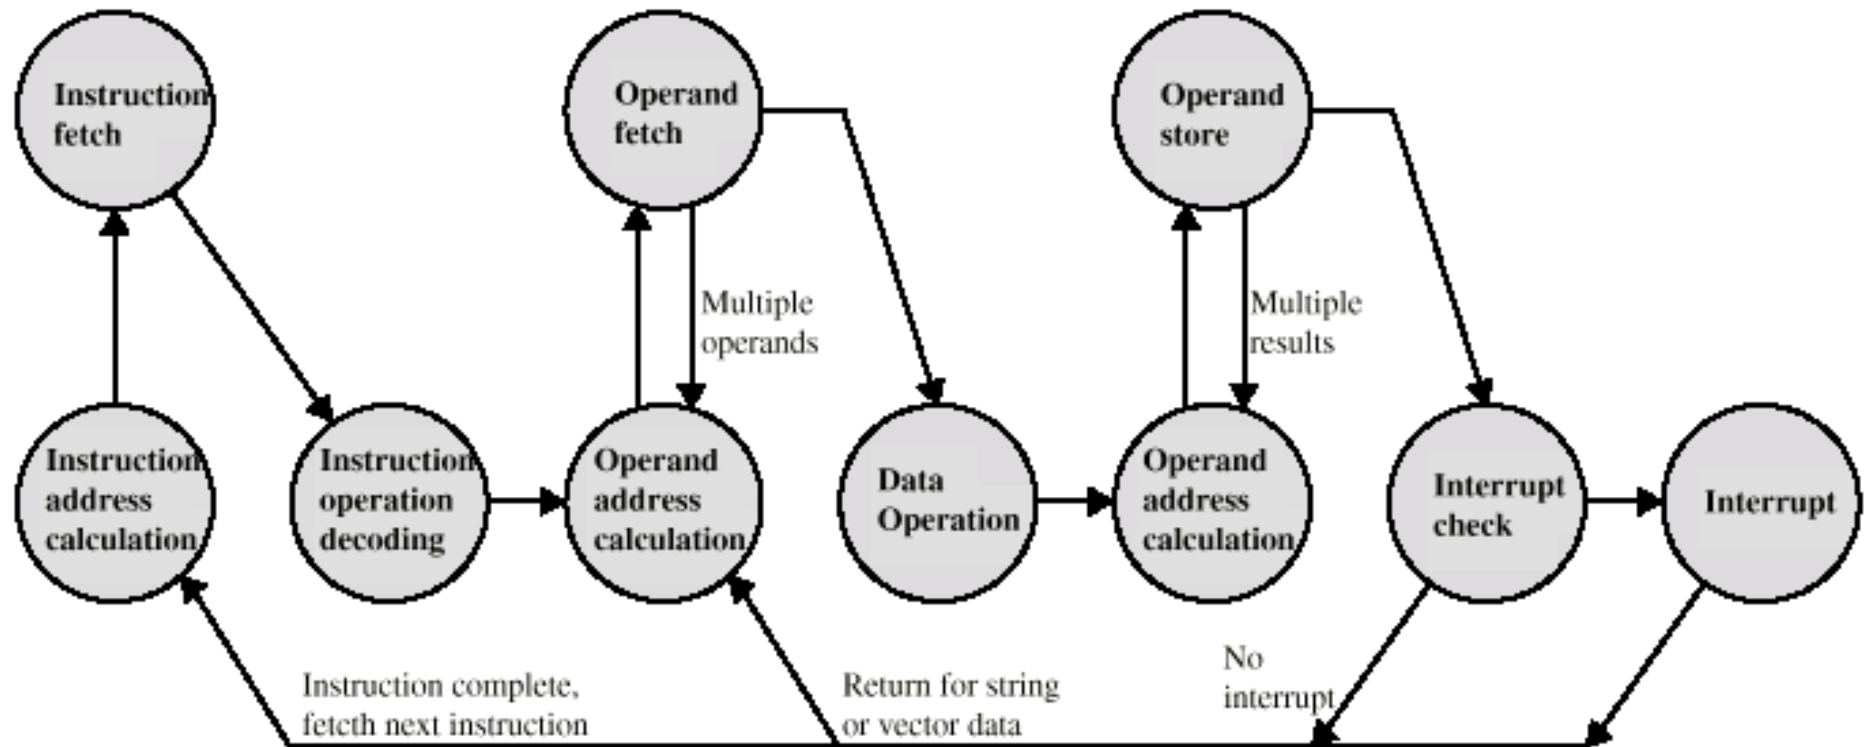 Instruction
fetch
Operand
fetch
Operand
store
Multiple
operands
Multiple
results
Instruction
address
calculation
Instruction
operation
decoding
Operand
address
calculation
Data
Operation
Operand
address
calculation
Interrupt
check
Interrupt
Instruction complete,
fetcth next instruction
Return for string
or vector data
No
interrupt